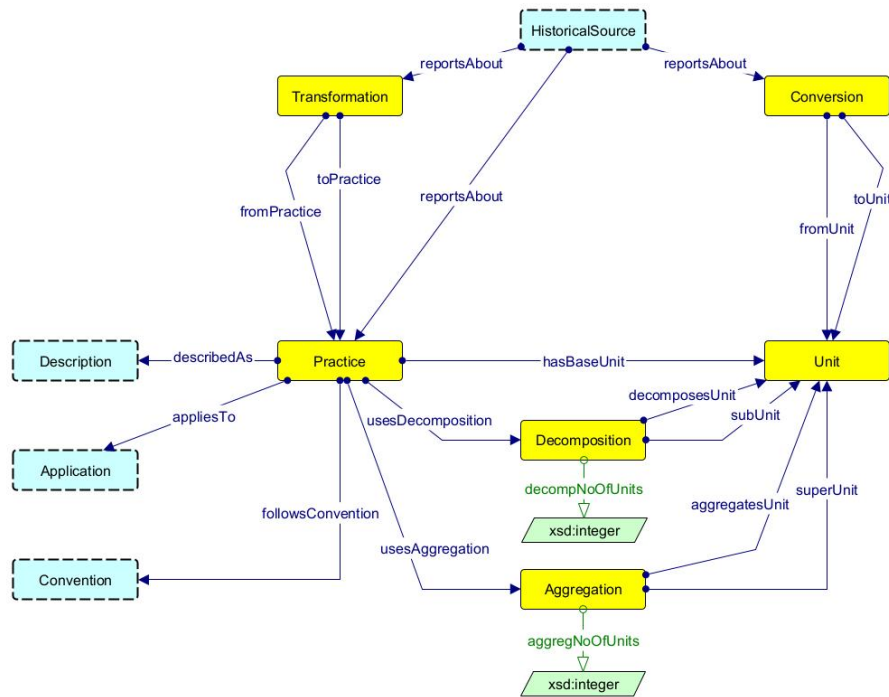 HistoricalSource
reportsAbout
reportsAbout
Transformation
Conversion
toPractice
reportsAbout
toUnit
fromPractice
fromUnit
Description
describedAs
Practice
hasBaseUnit
Unit
decomposesUnit
appliesTo
usesDecomposition
subUnit
Decomposition
Application
decompNoOfUnits
superUnit
aggregatesUnit
followsConvention
xsd:integer
usesAggregation
Convention
Aggregation
aggregNoOfUnits
xsd:integer